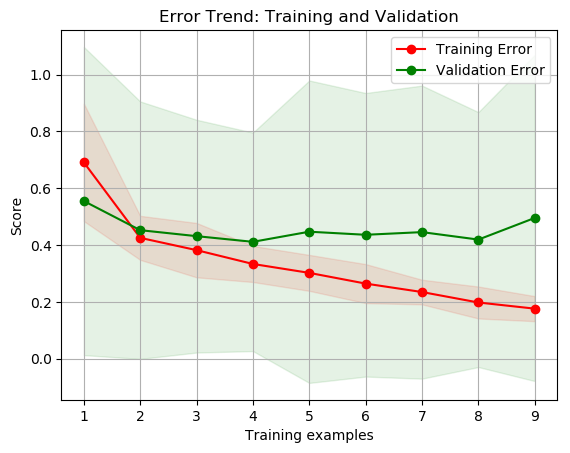 Error Trend: Training and Validation
Training Error
Validation Error
1.0
0.8
0.6
0.4
0.2
0.0
Score
1 2 3 4 5 6 7 8 9
Training examples